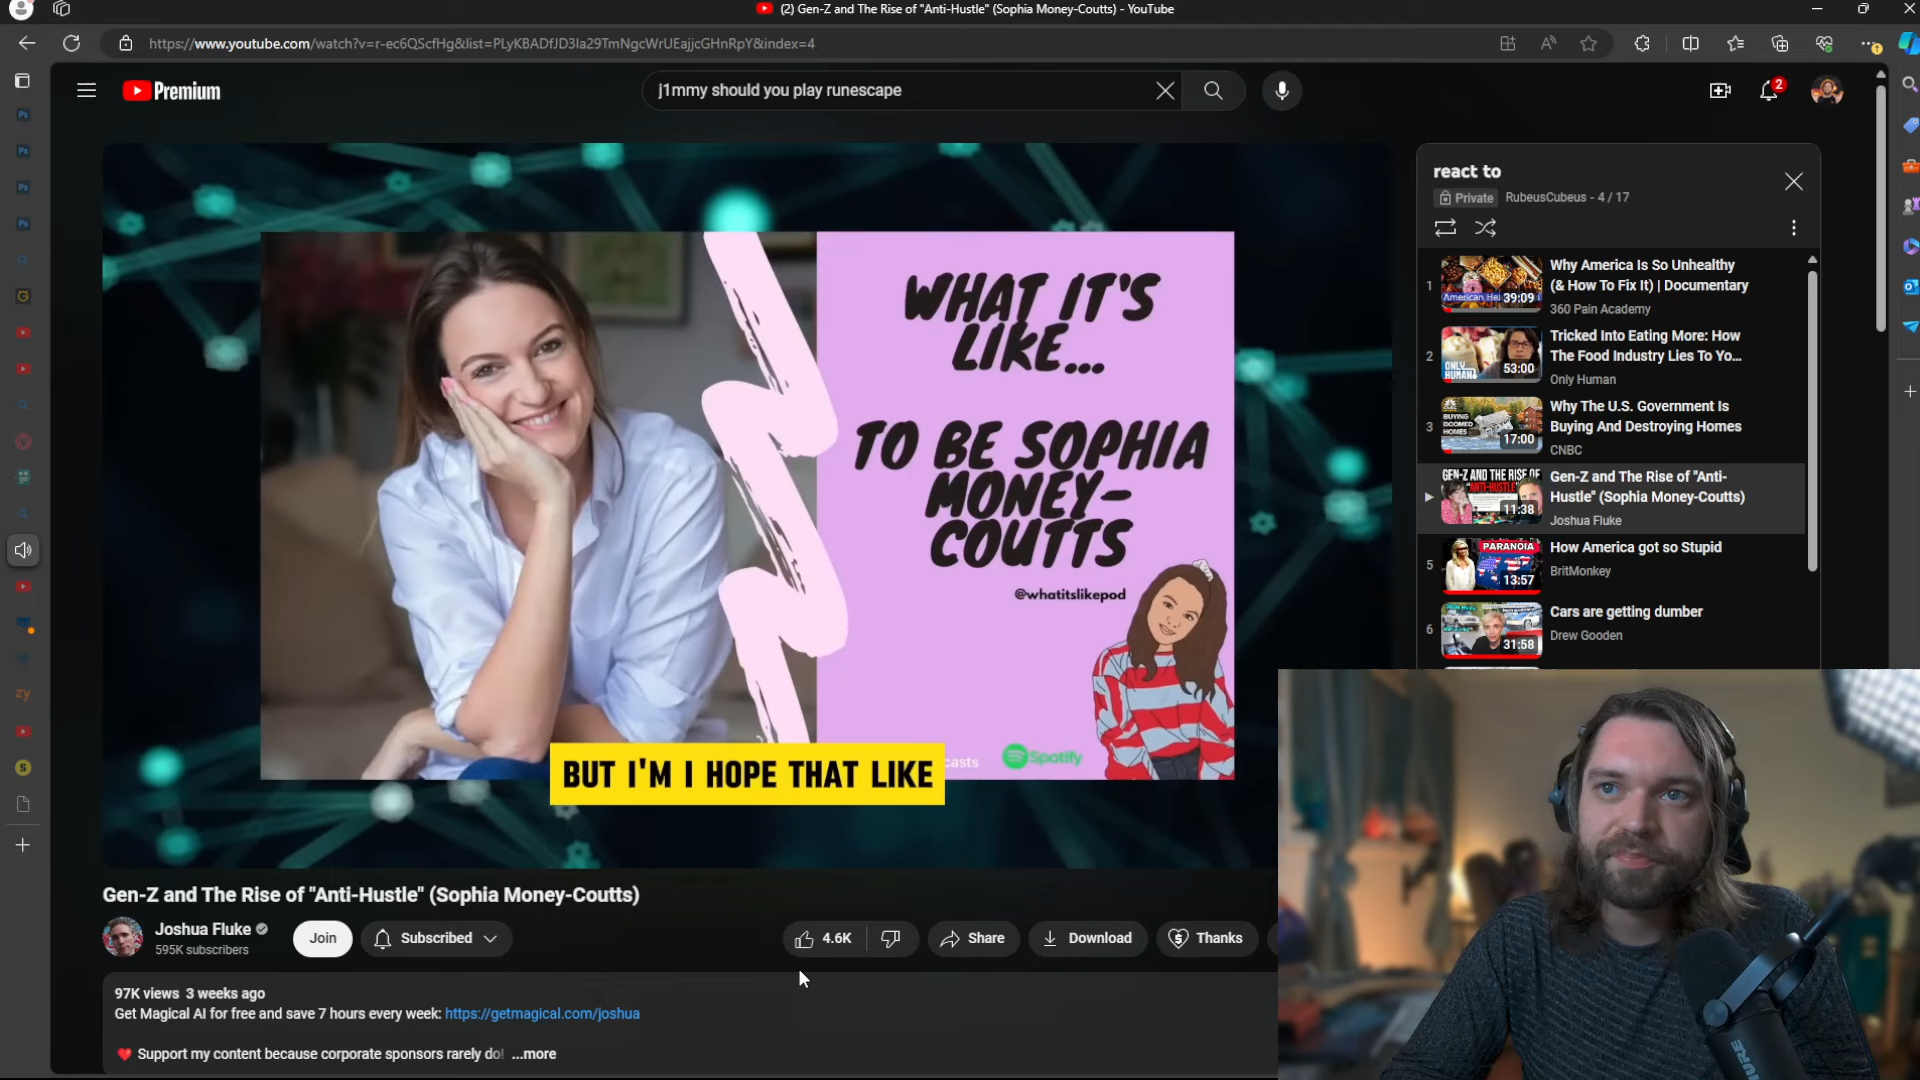 (2) Gen-Z and The Rise of "Anti-Hustle" (Sophia Money-Coutts) - YouTube
https://www.youtube.com/watch?v=r-ec6QScfHg&list=PLyKBADfJD3Ia29TmNgcWrUEajjcGHnRpY&index=4
Premium
j1mmy should you play runescape
2
WHAT IT'S
LIKE...
TO BE SOPHIA
MONEY-
COUTTS
@whatitslikepod
casts
Spotify
BUT I'M I HOPE THAT LIKE
react to
Private RubeusCubeus - 4 / 17
1
American Hea
39:09
Why America Is So Unhealthy
(& How To Fix It) | Documentary
360 Pain Academy
2
ONLY
HUMAN
53:00
Tricked Into Eating More: How
The Food Industry Lies To Yo...
Only Human
3
BUYING
DOOMED
HOMES
17:00
Why The U.S. Government Is
Buying And Destroying Homes
CNBC
GEN-Z AND THE RISE OF
"ANTI-HUSTLE"
11:38
Gen-Z and The Rise of "Anti-
Hustle" (Sophia Money-Coutts)
Joshua Fluke
5
PARANOIA
13:57
How America got so Stupid
BritMonkey
6
31:58
Cars are getting dumber
Drew Gooden
Gen-Z and The Rise of "Anti-Hustle" (Sophia Money-Coutts)
Joshua Fluke
595K subscribers
Join
Subscribed
4.6K
Share
Download
Thanks
97K views 3 weeks ago
Get Magical AI for free and save 7 hours every week: https://getmagical.com/joshua
Support my content because corporate sponsors rarely do! ...more
Ps
Ps
Ps
Ps
zy